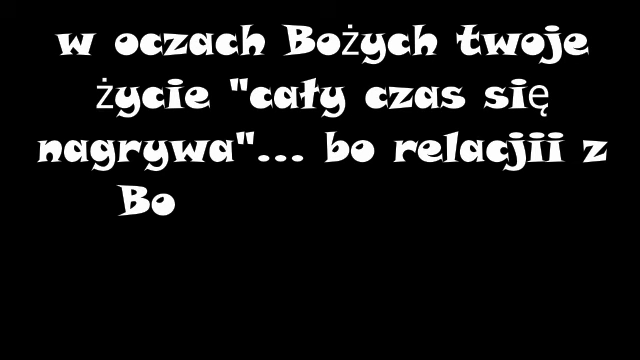 w oczach Bożych twoje
życie "cały czas się
nagrywa"... bo relacjii z
Bo